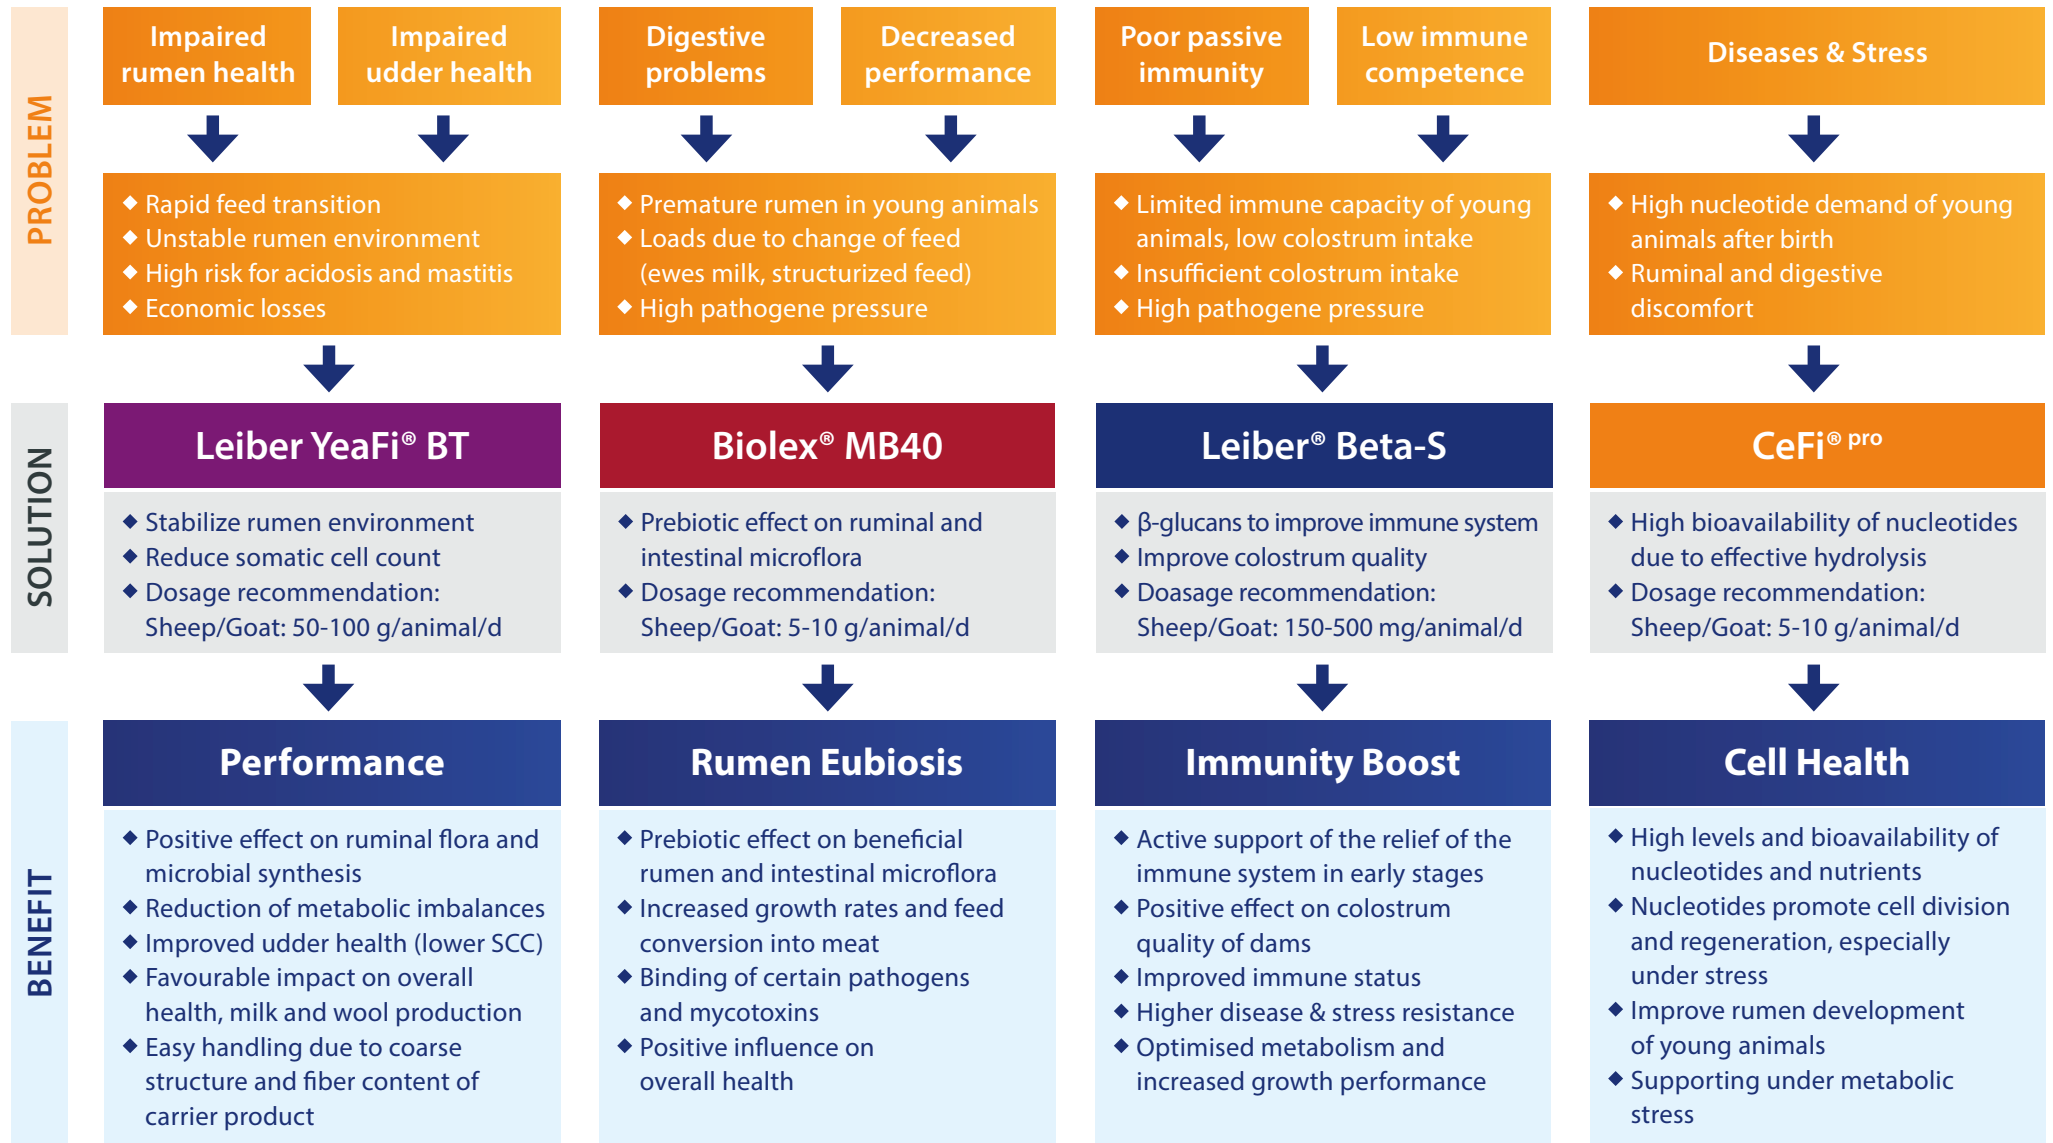 PROBLEM
Impaired
rumen health
Impaired
udder health
◆ Rapid feed transition
◆ Unstable rumen environment
◆ High risk for acidosis and mastitis
◆ Economic losses
Digestive
problems
Decreased
performance
◆ Premature rumen in young animals
◆ Loads due to change of feed
(ewes milk, structurized feed)
◆ High pathogene pressure
Poor passive
immunity
Low immune
competence
◆ Limited immune capacity of young
animals, low colostrum intake
◆ Insufficient colostrum intake
◆ High pathogene pressure
Diseases & Stress
◆ High nucleotide demand of young
animals after birth
◆ Ruminal and digestive
discomfort
SOLUTION
Leiber YeaFi® BT
◆ Stabilize rumen environment
◆ Reduce somatic cell count
◆ Dosage recommendation:
Sheep/Goat: 50-100 g/animal/d
Biolex® MB40
◆ Prebiotic effect on ruminal and
intestinal microflora
◆ Dosage recommendation:
Sheep/Goat: 5-10 g/animal/d
Leiber® Beta-S
◆ β-glucans to improve immune system
◆ Improve colostrum quality
◆ Doasage recommendation:
Sheep/Goat: 150-500 mg/animal/d
CeFi® pro
◆ High bioavailability of nucleotides
due to effective hydrolysis
◆ Dosage recommendation:
Sheep/Goat: 5-10 g/animal/d
BENEFIT
Performance
◆ Positive effect on ruminal flora and
microbial synthesis
◆ Reduction of metabolic imbalances
◆ Improved udder health (lower SCC)
◆ Favourable impact on overall
health, milk and wool production
◆ Easy handling due to coarse
structure and fiber content of
carrier product
Rumen Eubiosis
◆ Prebiotic effect on beneficial
rumen and intestinal microflora
◆ Increased growth rates and feed
conversion into meat
◆ Binding of certain pathogens
and mycotoxins
◆ Positive influence on
overall health
Immunity Boost
◆ Active support of the relief of the
immune system in early stages
◆ Positive effect on colostrum
quality of dams
◆ Improved immune status
◆ Higher disease & stress resistance
◆ Optimised metabolism and
increased growth performance
Cell Health
◆ High levels and bioavailability of
nucleotides and nutrients
◆ Nucleotides promote cell division
and regeneration, especially
under stress
◆ Improve rumen development
of young animals
◆ Supporting under metabolic
stress